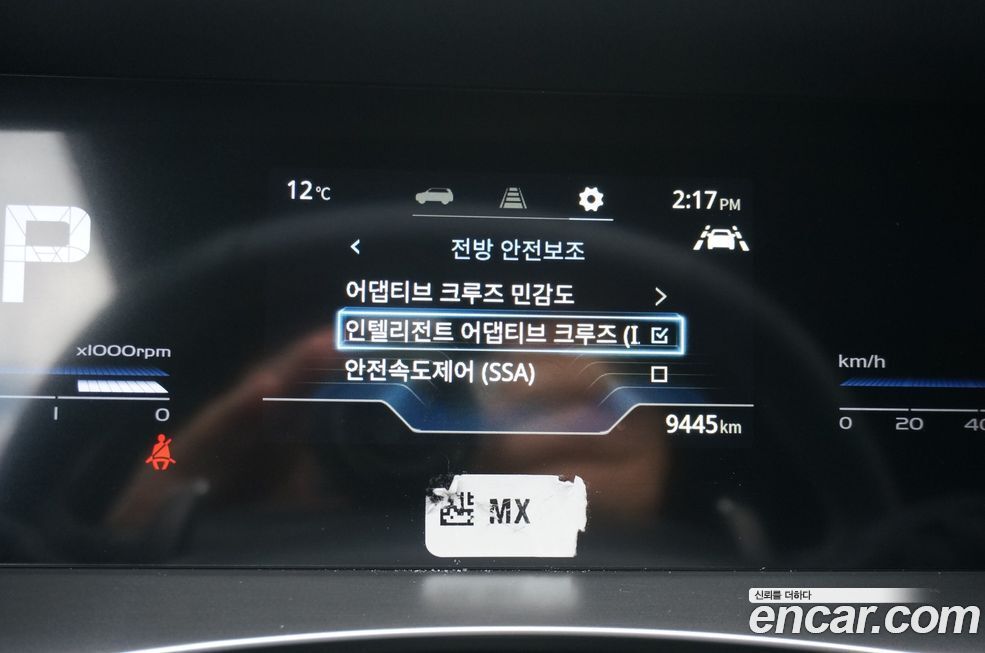 12°C
2:17PM
P
전방 안전보조
어댑티브 크루즈 민감도
인텔리전트 어댑티브 크루즈 (I
안전속도제어 (SSA)
x1000rpm
1 0
km/h
0 20 40
9445km
MX
신뢰를 더하다
encar.com